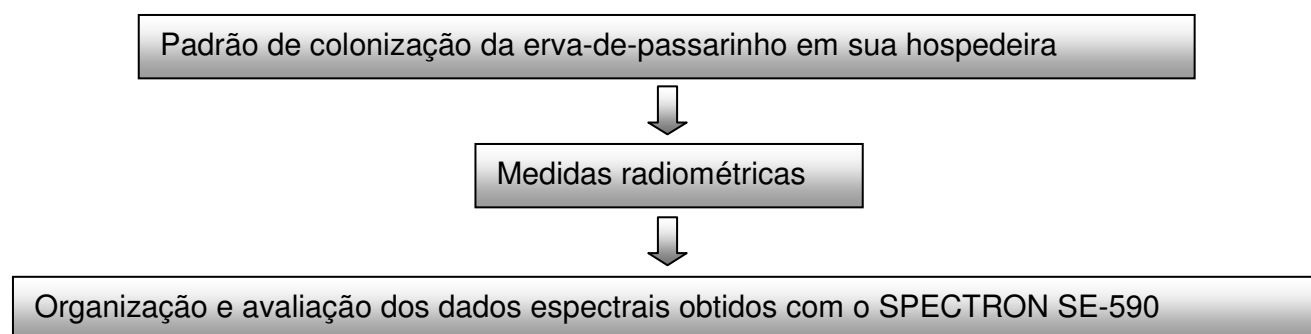 Padrão de colonização da erva-de-passarinho em sua hospedeira
Medidas radiométricas
Organização e avaliação dos dados espectrais obtidos com o SPECTRON SE-590